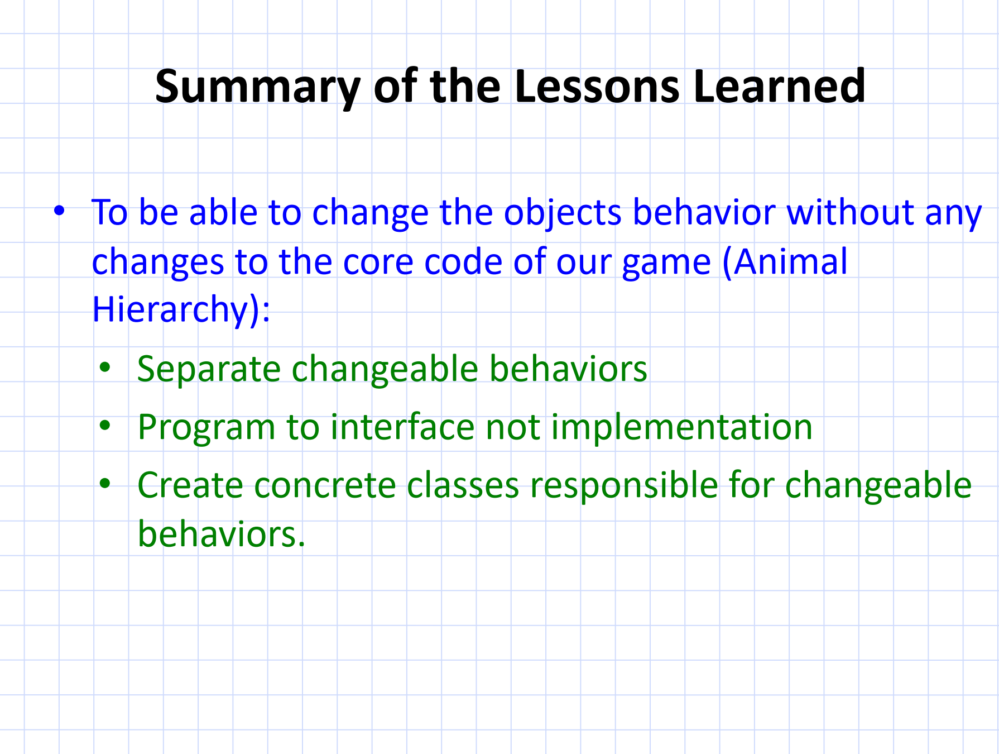 Summary of the Lessons Learned
• To be able to change the objects behavior without any
changes to the core code of our game (Animal
Hierarchy):
• Separate changeable behaviors
• Program to interface not implementation
• Create concrete classes responsible for changeable
behaviors.